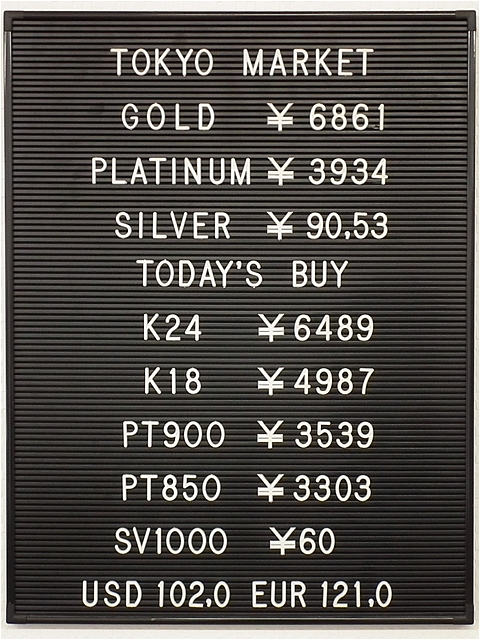 TOKYO MARKET
GOLD ¥ 6861
PLATINUM ¥ 3934
SILVER ¥ 90.53
TODAY'S BUY
K24 ¥ 6489
K18 ¥ 4987
PT900 ¥ 3539
PT850 ¥ 3303
SV1000 ¥60
USD 102.0 EUR 121.0